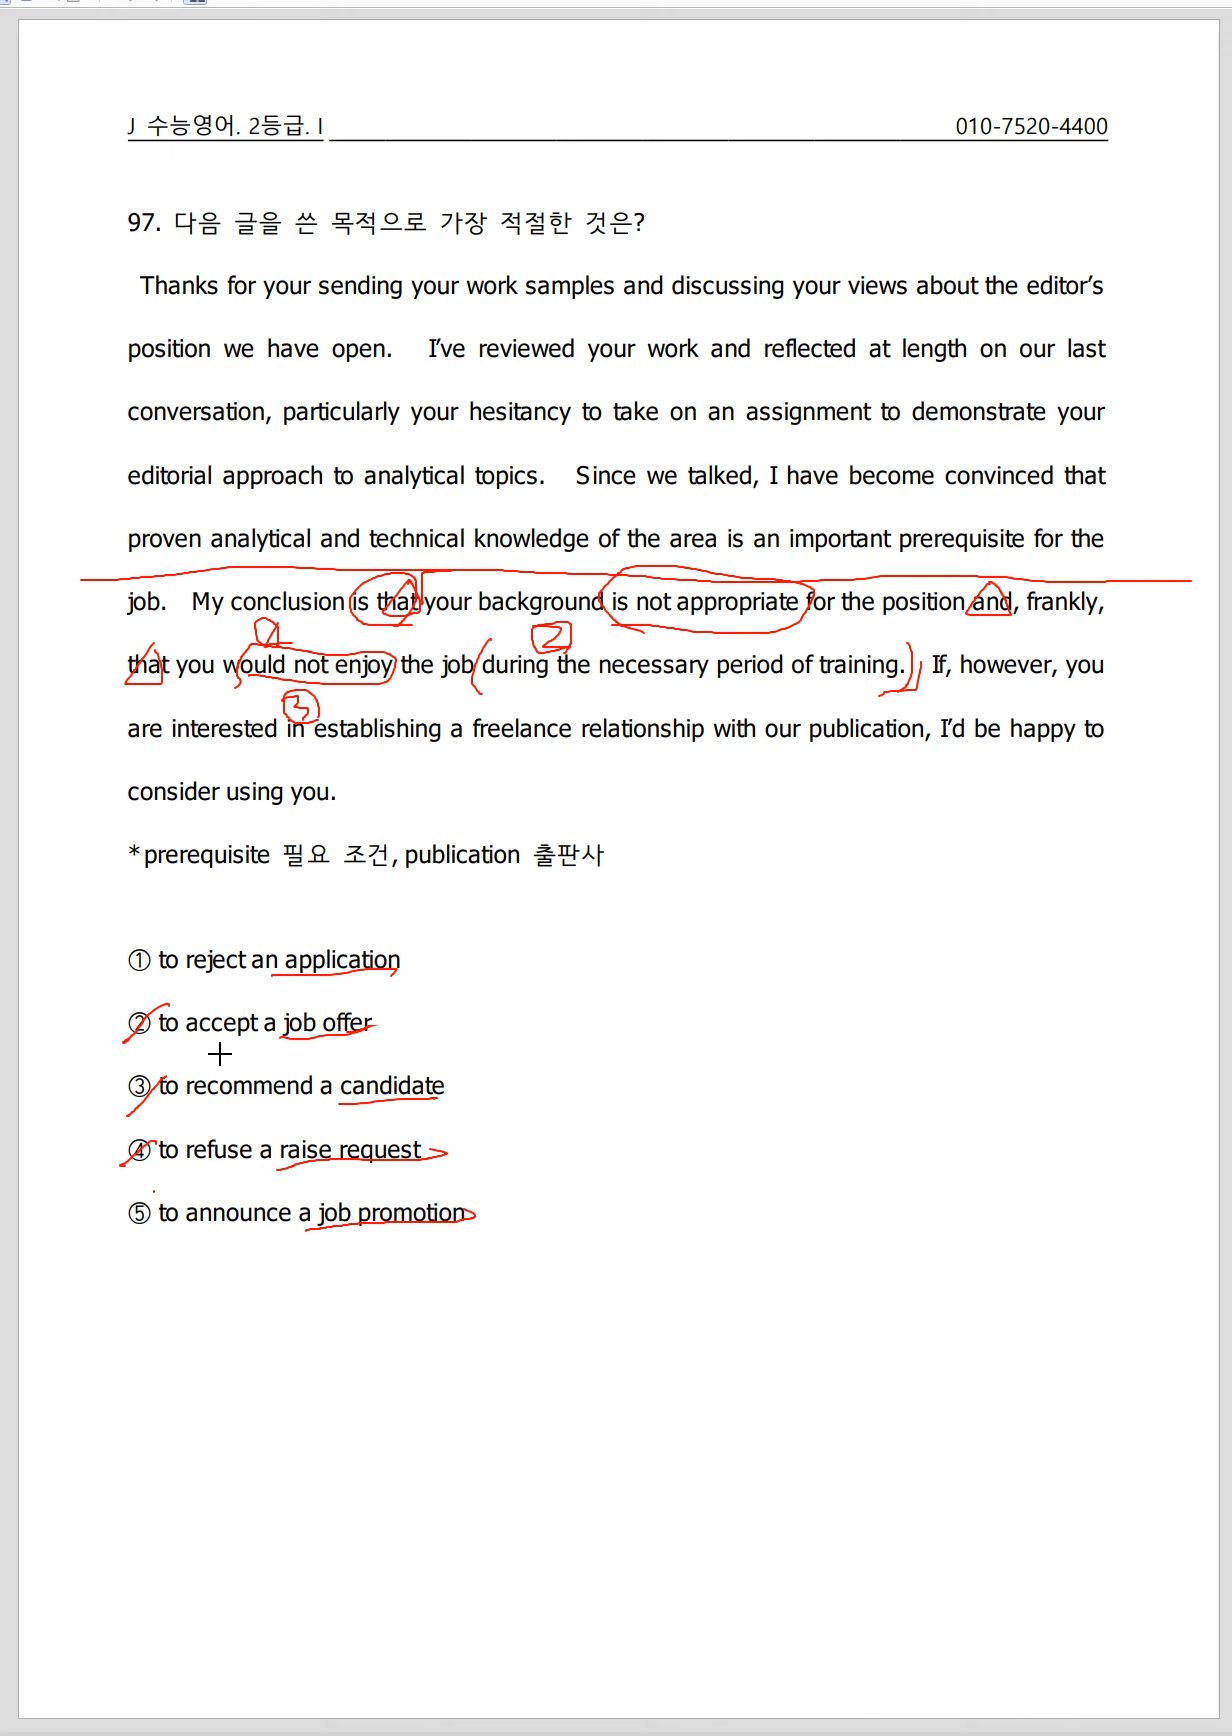 J 수능영어. 2등급. I 010-7520-4400
97. 다음 글을 쓴 목적으로 가장 적절한 것은?
Thanks for your sending your work samples and discussing your views about the editor's
position we have open. I've reviewed your work and reflected at length on our last
conversation, particularly your hesitancy to take on an assignment to demonstrate your
editorial approach to analytical topics. Since we talked, I have become convinced that
proven analytical and technical knowledge of the area is an important prerequisite for the
job. My conclusion is that your background is not appropriate for the position and, frankly,
2
that you would not enjoy the job during the necessary period of training. If, however, you
3
are interested in establishing a freelance relationship with our publication, I'd be happy to
consider using you.
*prerequisite 필요 조건, publication 출판사
① to reject an application
② to accept a job offer
③ to recommend a candidate
④ to refuse a raise request
⑤ to announce a job promotion